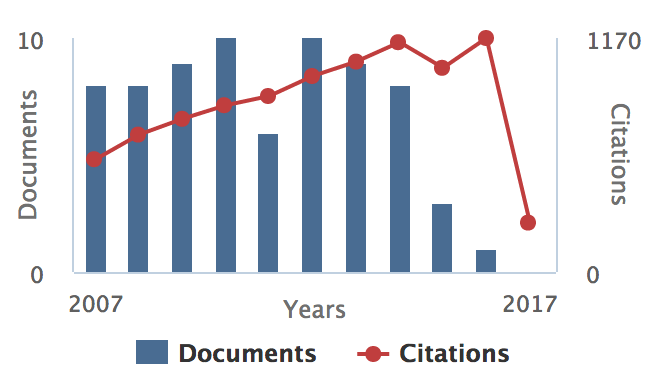 10
1170
Documents
Citations
0
0
2007
Years
2017
Documents
Citations